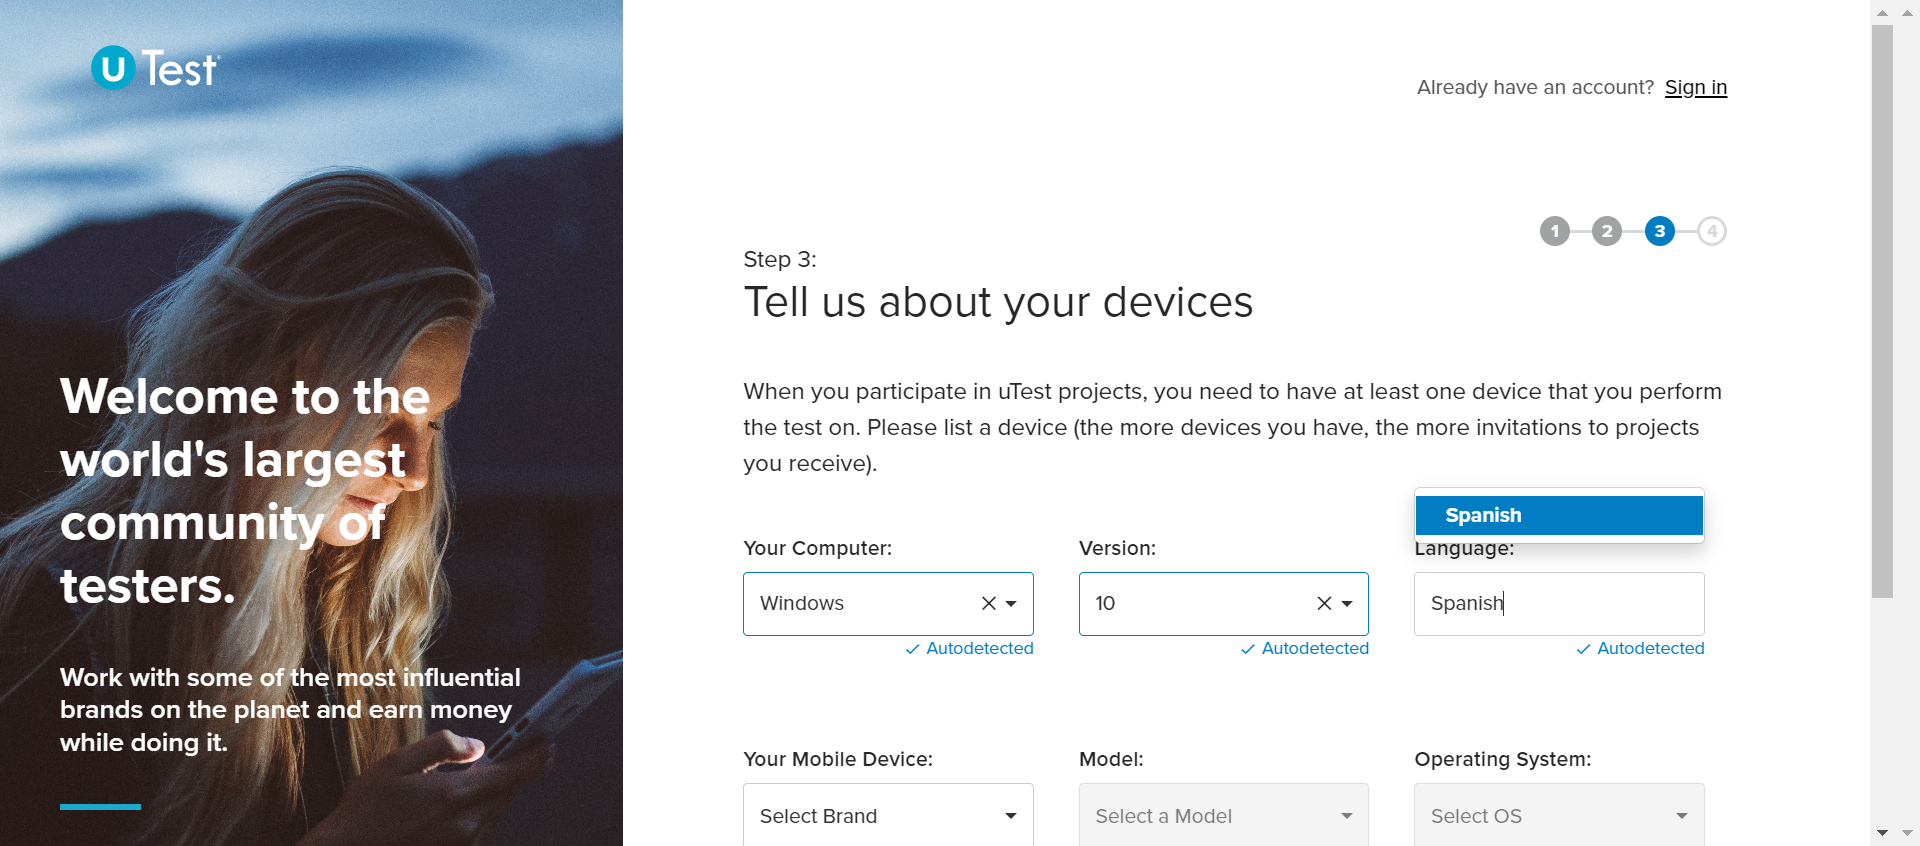 u Test
Welcome to the
world's largest
community of
testers.
Work with some of the most influential
brands on the planet and earn money
while doing it.
Already have an account? Sign in
1 2 3 4
Step 3:
Tell us about your devices
When you participate in uTest projects, you need to have at least one device that you perform
the test on. Please list a device (the more devices you have, the more invitations to projects
you receive).
Spanish
Your Computer: Version: Language:
Windows 10 Spanish
Autodetected Autodetected Autodetected
Your Mobile Device: Model: Operating System:
Select Brand Select a Model Select OS